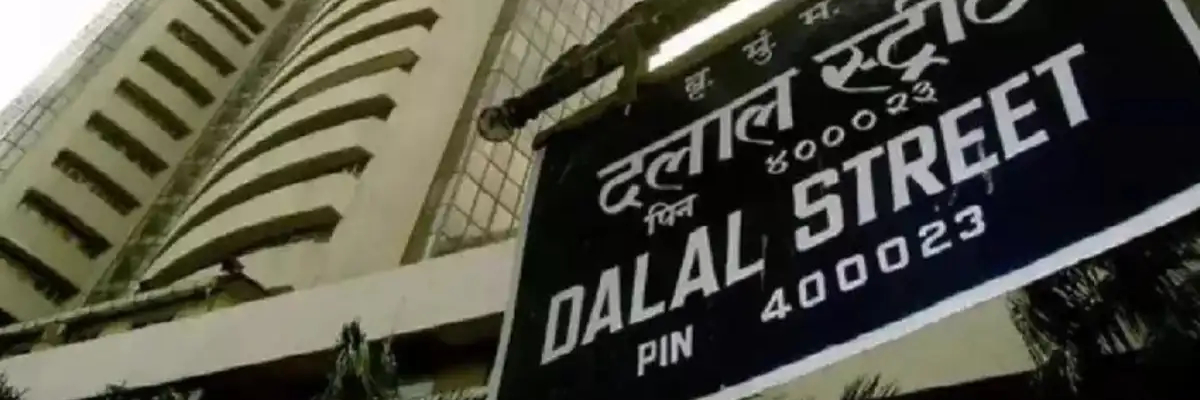 बृ. मुं. म.
दलाल स्ट्रीट
पिन ४०००२३
DALAL STREET
PIN 400023